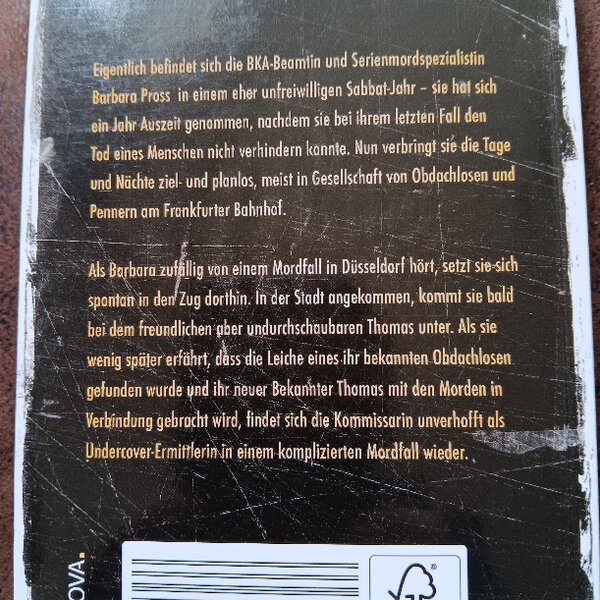 Eigentlich befindet sich die BKA-Beamtin und Serienmordspezialistin
Barbara Pross in einem eher unfreiwilligen Sabbat-Jahr – sie hat sich
ein Jahr Auszeit genommen, nachdem sie bei ihrem letzten Fall den
Tod eines Menschen nicht verhindern konnte. Nun verbringt sie die Tage
und Nächte ziel- und planlos, meist in Gesellschaft von Obdachlosen und
Pennern am Frankfurter Bahnhof.
Als Barbara zufällig von einem Mordfall in Düsseldorf hört, setzt sie sich
spontan in den Zug dorthin. In der Stadt angekommen, kommt sie bald
bei dem freundlichen aber undurchschaubaren Thomas unter. Als sie
wenig später erfährt, dass die Leiche eines ihr bekannten Obdachlosen
gefunden wurde und ihr neuer Bekannter Thomas mit den Morden in
Verbindung gebracht wird, findet sich die Kommissarin unverhofft als
Undercover-Ermittlerin in einem komplizierten Mordfall wieder.
OVA.